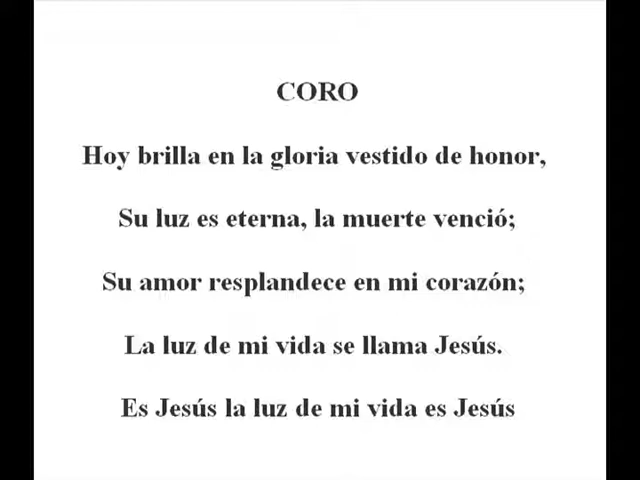 CORO
Hoy brilla en la gloria vestido de honor,
Su luz es eterna, la muerte venció;
Su amor resplandece en mi corazón;
La luz de mi vida se llama Jesús.
Es Jesús la luz de mi vida es Jesús